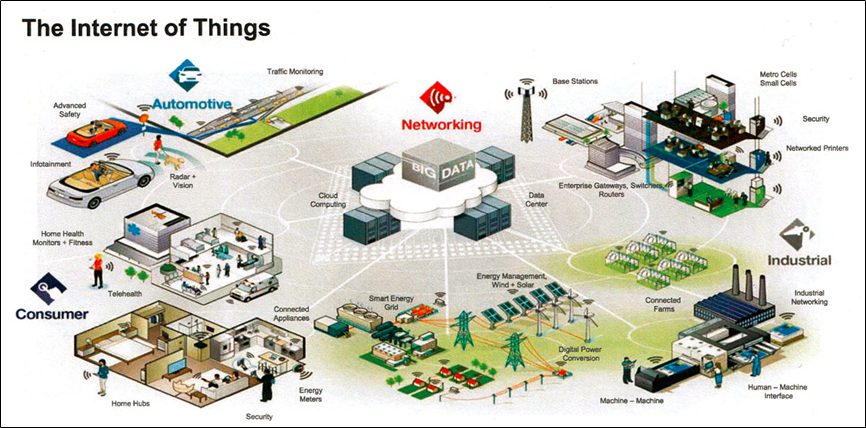 The Internet of Things
Automotive
Traffic Monitoring
Advanced
Safety
Infotainment
Radar +
Vision
Networking
BIG DATA
Cloud
Computing
Data
Center
Base Stations
Metro Cells
Small Cells
Security
Networked Printers
Enterprise Gateways, Switchers,
Routers
Home Health
Monitors + Fitness
Telehealth
Consumer
Connected
Appliances
Home Hubs
Security
Energy
Meters
Smart Energy
Grid
Energy Management,
Wind + Solar
Digital Power
Conversion
Connected
Farms
Industrial
Industrial
Networking
Machine – Machine
Human – Machine
Interface